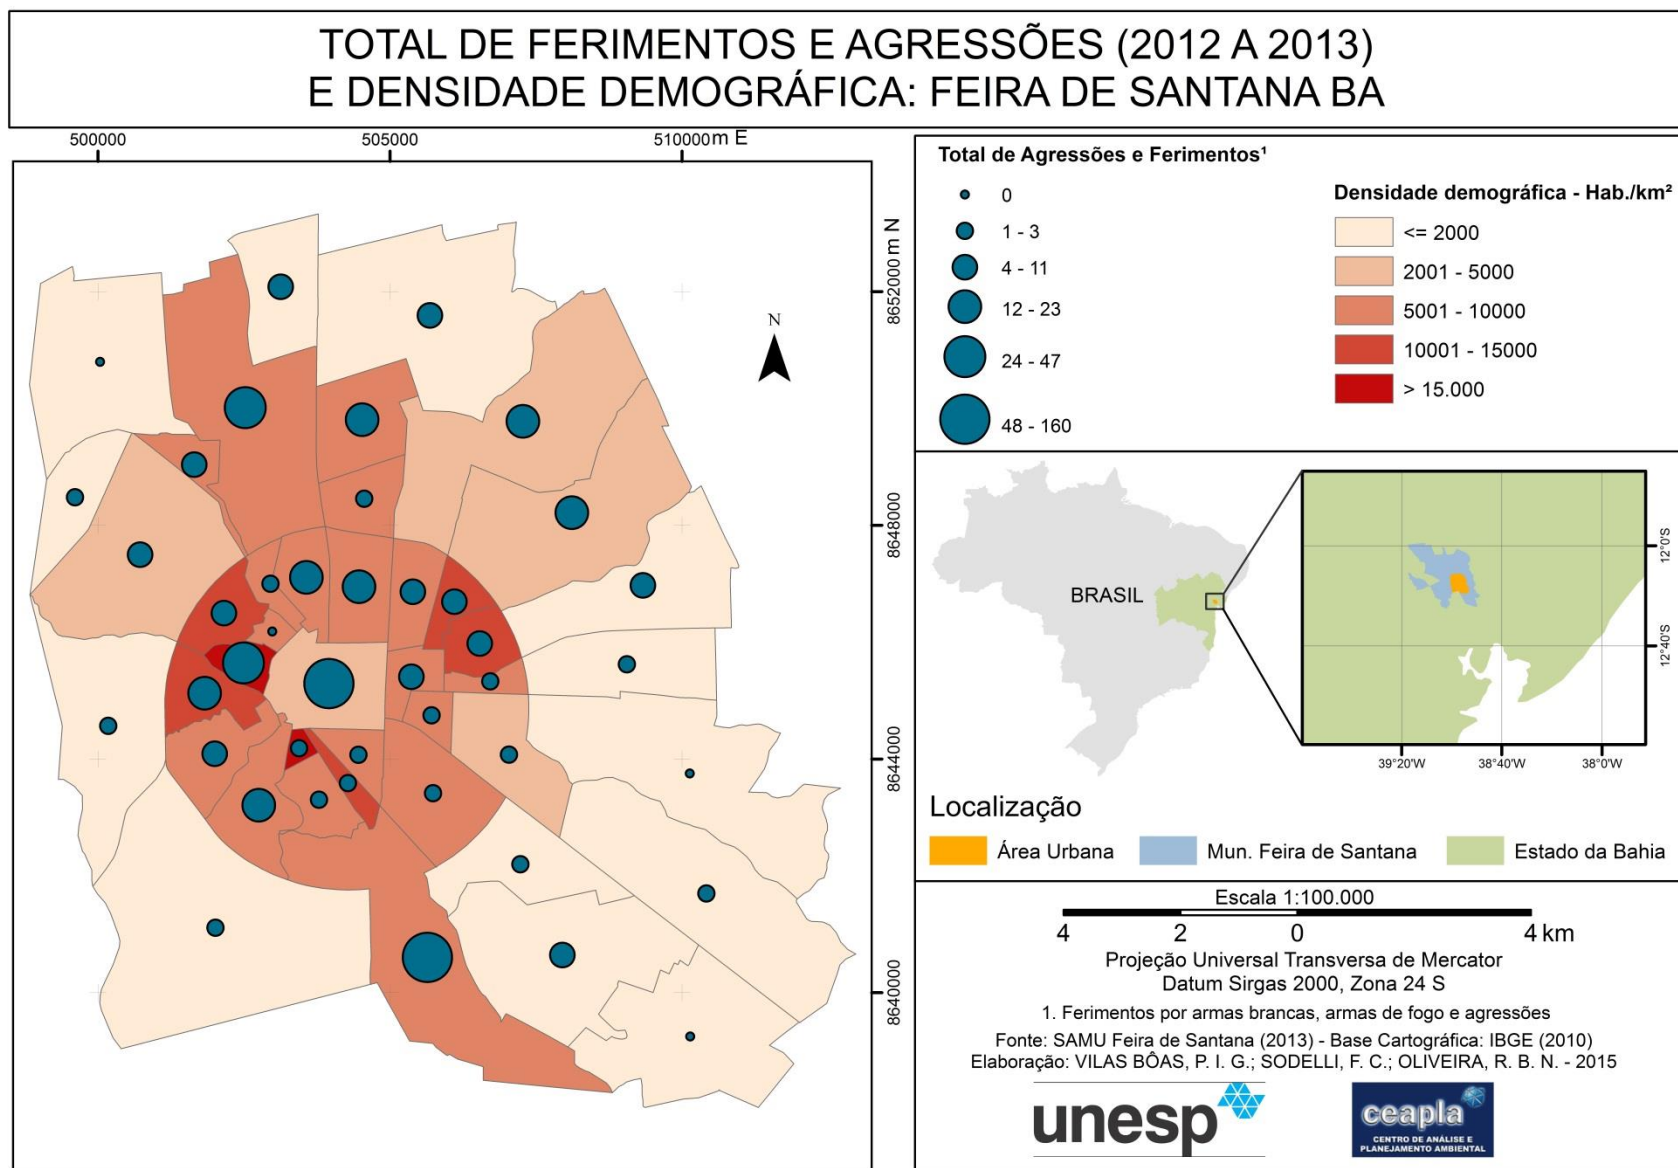 TOTAL DE FERIMENTOS E AGRESSÕES (2012 A 2013)
E DENSIDADE DEMOGRÁFICA: FEIRA DE SANTANA BA
500000
505000
510000 m E
8652000 m N
8648000
8644000
8640000
N
Total de Agressões e Ferimentos¹
0
1 - 3
4 - 11
12 - 23
24 - 47
48 - 160
Densidade demográfica - Hab./km²
<= 2000
2001 - 5000
5001 - 10000
10001 - 15000
> 15.000
BRASIL
12°0'S
12°40'S
39°20'W
38°40'W
38°0'W
Localização
Área Urbana
Mun. Feira de Santana
Estado da Bahia
Escala 1:100.000
4 2 0 4 km
Projeção Universal Transversa de Mercator
Datum Sirgas 2000, Zona 24 S
1. Ferimentos por armas brancas, armas de fogo e agressões
Fonte: SAMU Feira de Santana (2013) - Base Cartográfica: IBGE (2010)
Elaboração: VILAS BÔAS, P. I. G.; SODELLI, F. C.; OLIVEIRA, R. B. N. - 2015
unesp
ceapla
CENTRO DE ANÁLISE E
PLANEJAMENTO AMBIENTAL